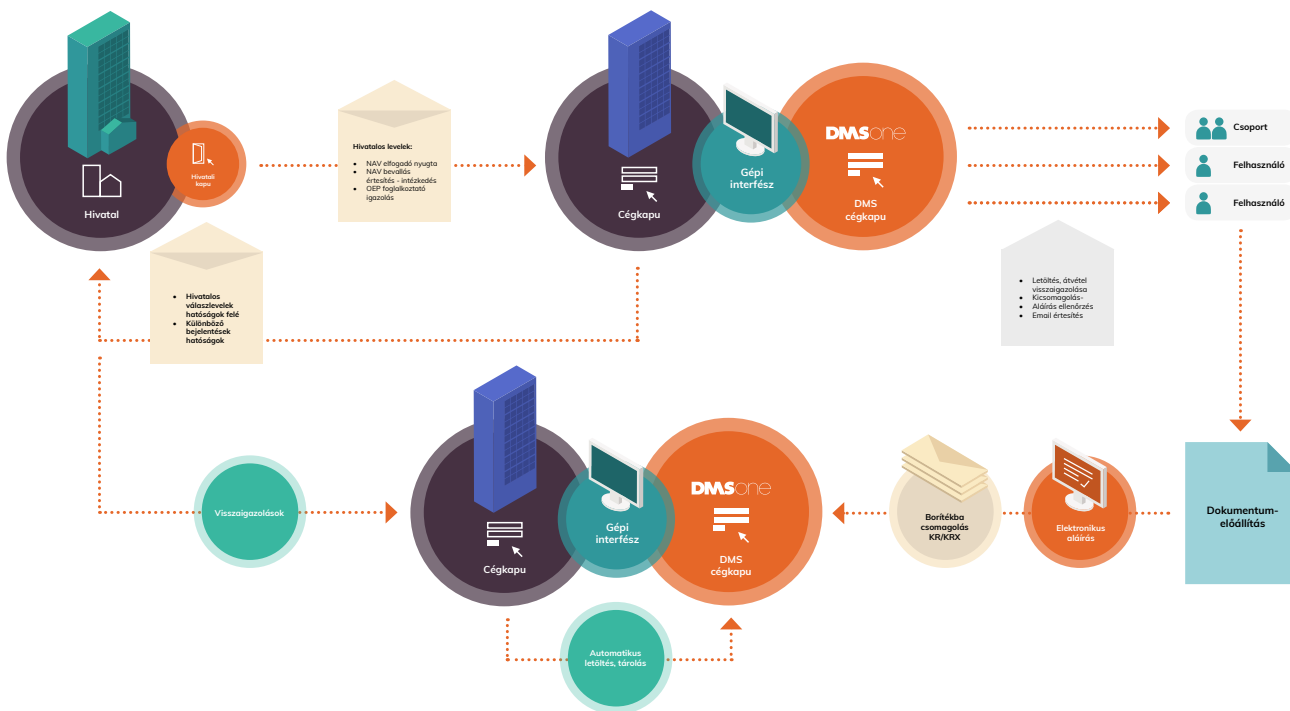 Hivatal
Hivatali
kapu
Hivatalos levelek:
• NAV elfogadó nyugta
• NAV bevallás
értesítés - intézkedés
• OEP foglalkoztató
igazolás
Cégkapu
Gépi
interfész
DMSone
DMS
cégkapu
Csoport
Felhasználó
Felhasználó
• Hivatalos
válaszlevelek
hatóságok felé
• Különböző
bejelentések
hatóságok
• Letöltés, átvétel
visszaigazolása
• Kicsomagolás-
• Aláírás ellenőrzés
• Email értesítés
Visszaigazolások
Cégkapu
Gépi
interfész
DMSone
DMS
cégkapu
Borítékba
csomagolás
KR/KRX
Elektronikus
aláírás
Dokumentum-
előállítás
Automatikus
letöltés, tárolás